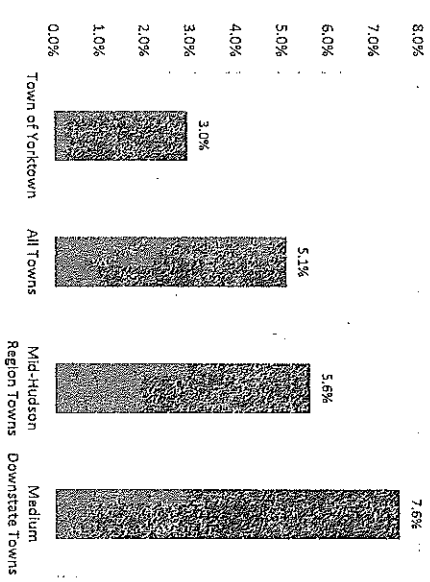 8.0%
7.0%
6.0%
5.0%
4.0%
3.0%
2.0%
1.0%
0.0%
3.0%
5.1%
5.6%
7.6%
Town of Yorktown
All Towns
Mid-Hudson
Region Towns
Medium
Downstate Towns